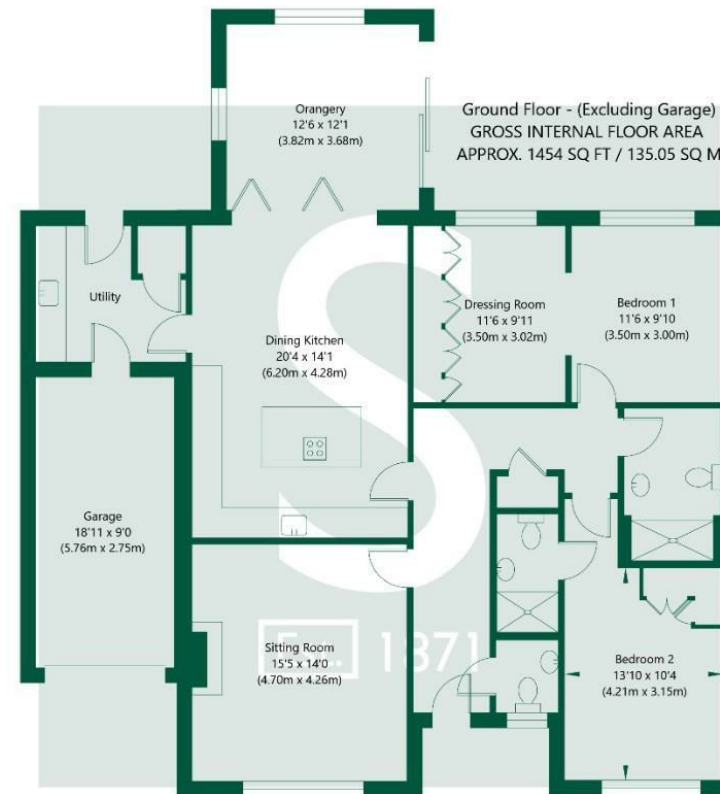 Orangery
12'6 x 12'1
(3.82m x 3.68m)
Ground Floor - (Excluding Garage)
GROSS INTERNAL FLOOR AREA
APPROX. 1454 SQ FT / 135.05 SQ M
Utility
Dining Kitchen
20'4 x 14'1
(6.20m x 4.28m)
Dressing Room
11'6 x 9'11
(3.50m x 3.02m)
Bedroom 1
11'6 x 9'10
(3.50m x 3.00m)
Garage
18'11 x 9'0
(5.76m x 2.75m)
Sitting Room
15'5 x 14'0
(4.70m x 4.26m)
Bedroom 2
13'10 x 10'4
(4.21m x 3.15m)
S
Est. 1871